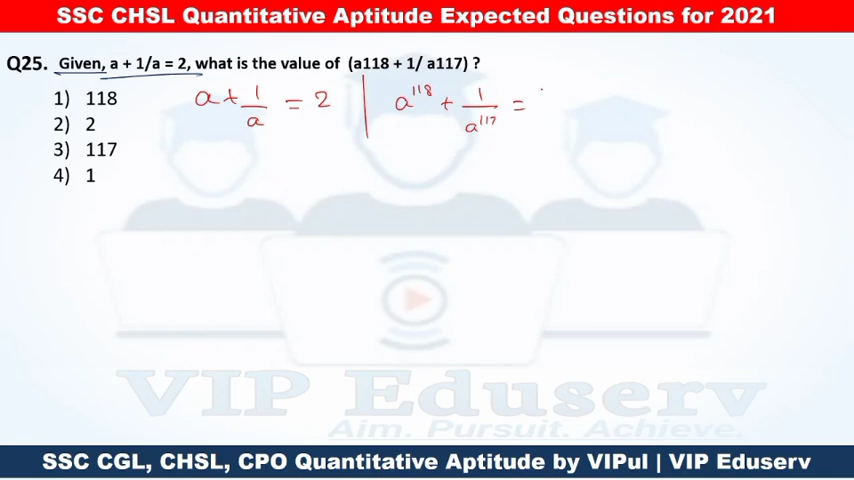 SSC CHSL Quantitative Aptitude Expected Questions for 2021
Q25. Given, a + 1/a = 2, what is the value of (a118 + 1/ a117) ?
1) 118
2) 2
3) 117
4) 1
a + 1/a = 2 | a^118 + 1/a^117 =
VIP Eduserv
Aim. Pursuit. Achieve.
SSC CGL, CHSL, CPO Quantitative Aptitude by VIPul | VIP Eduserv